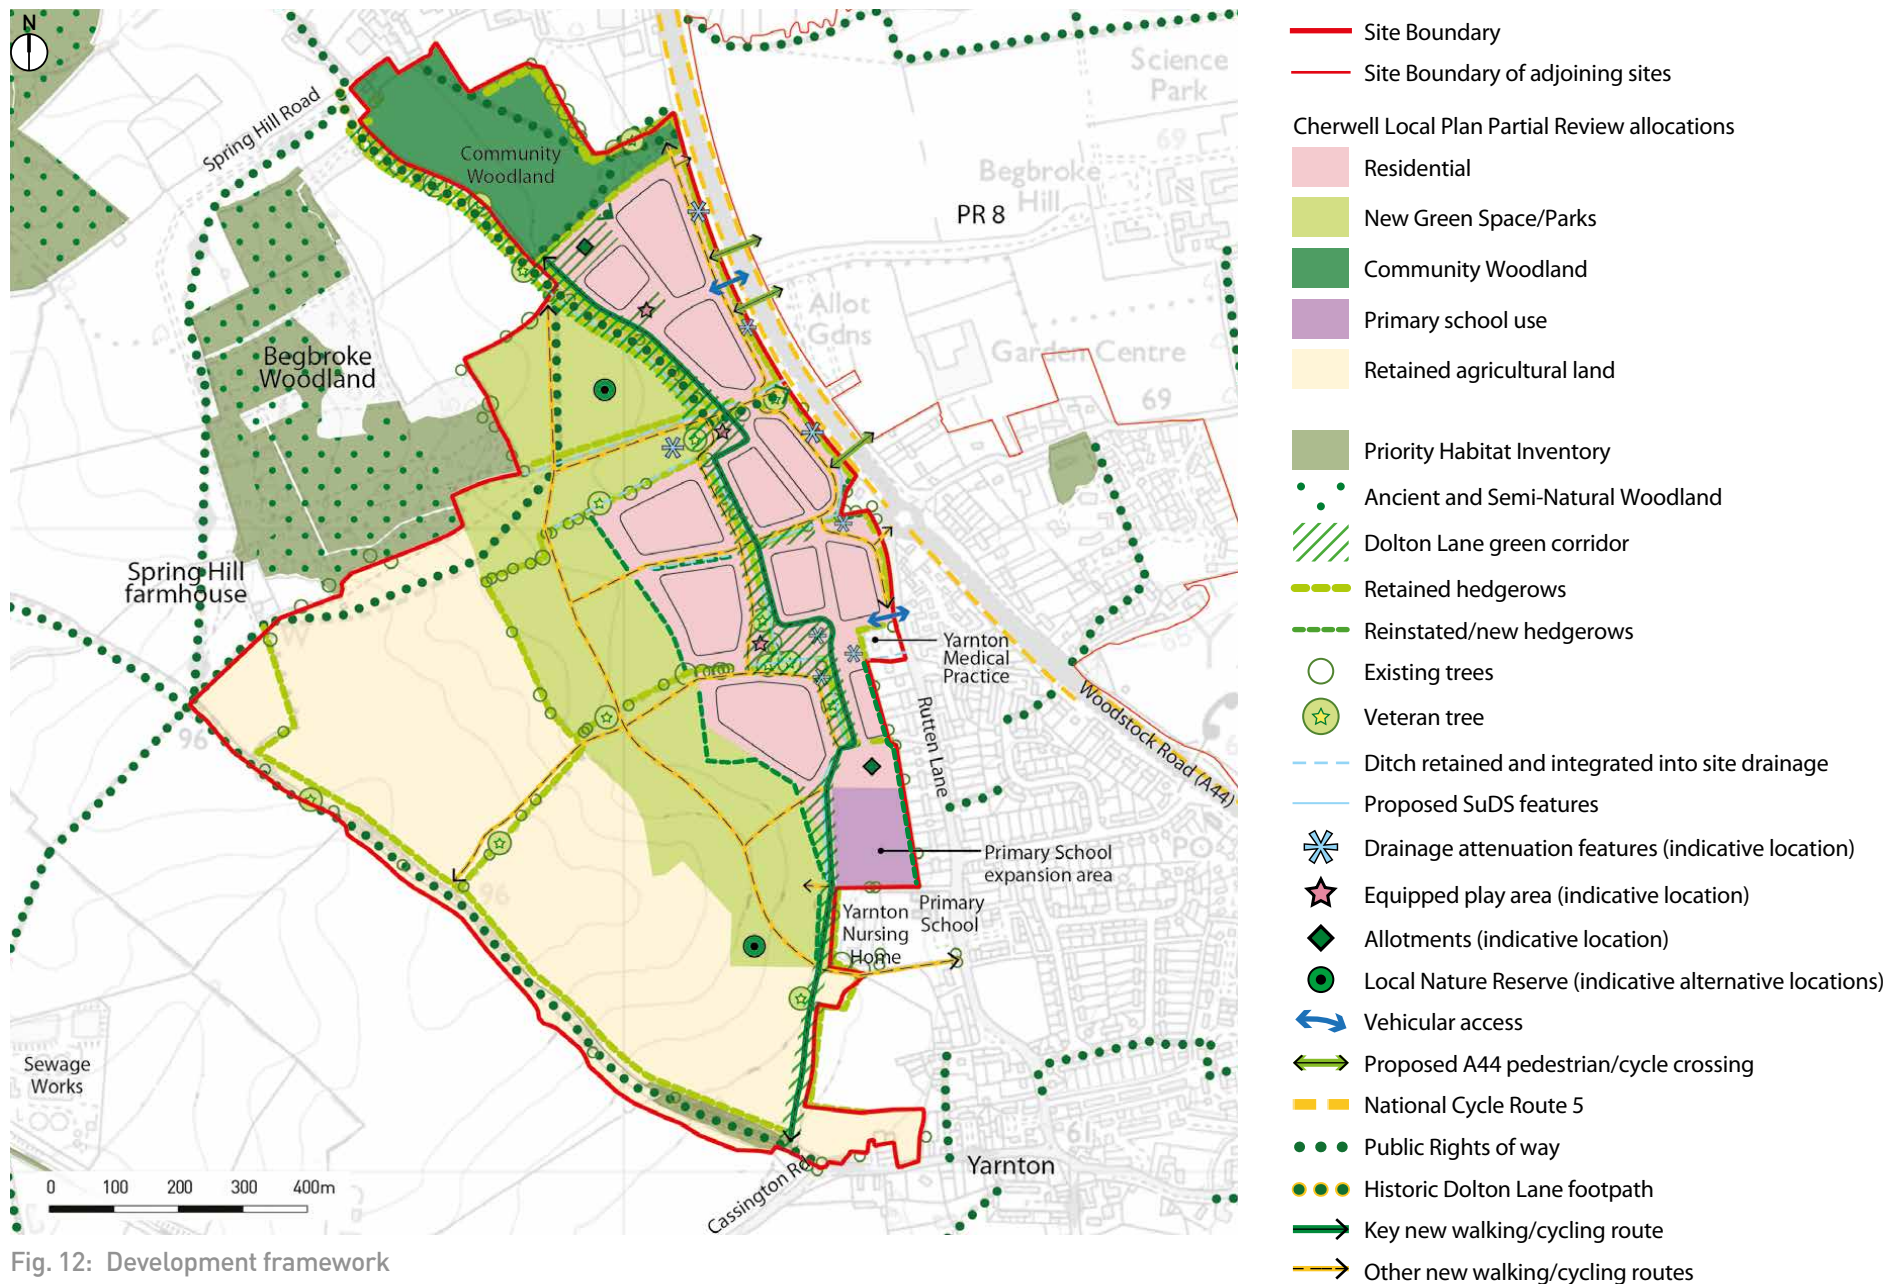 N
Spring Hill Road
Community
Woodland
Science
Park
69
Begbroke
Hill
PR 8
Allot
Gdns
Garden Centre
69
Begbroke
Woodland
Spring Hill
farmhouse
96
96
Yarnton
Medical
Practice
Rutten Lane
Woodstock Road (A44)
Primary School
expansion area
Primary
School
Yarnton
Nursing
Home
Sewage
Works
61
Yarnton
Cassington Rd
0 100 200 300 400m
Fig. 12: Development framework
Site Boundary
Site Boundary of adjoining sites
Cherwell Local Plan Partial Review allocations
Residential
New Green Space/Parks
Community Woodland
Primary school use
Retained agricultural land
Priority Habitat Inventory
Ancient and Semi-Natural Woodland
Dolton Lane green corridor
Retained hedgerows
Reinstated/new hedgerows
Existing trees
Veteran tree
Ditch retained and integrated into site drainage
Proposed SuDS features
Drainage attenuation features (indicative location)
Equipped play area (indicative location)
Allotments (indicative location)
Local Nature Reserve (indicative alternative locations)
Vehicular access
Proposed A44 pedestrian/cycle crossing
National Cycle Route 5
Public Rights of way
Historic Dolton Lane footpath
Key new walking/cycling route
Other new walking/cycling routes